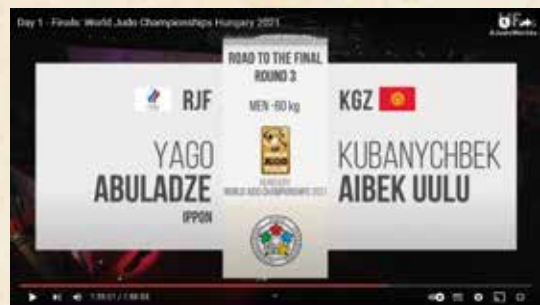 Day 1 - Finals: World Judo Championships Hungary 2021
ROAD TO THE FINAL
ROUND 3
RJF
MEN -60 kg
KGZ
YAGO
ABULADZE
IPPON
JUDO
WORLD JUDO CHAMPIONSHIPS 2021
KUBANYCHBEK
AIBEK UULU